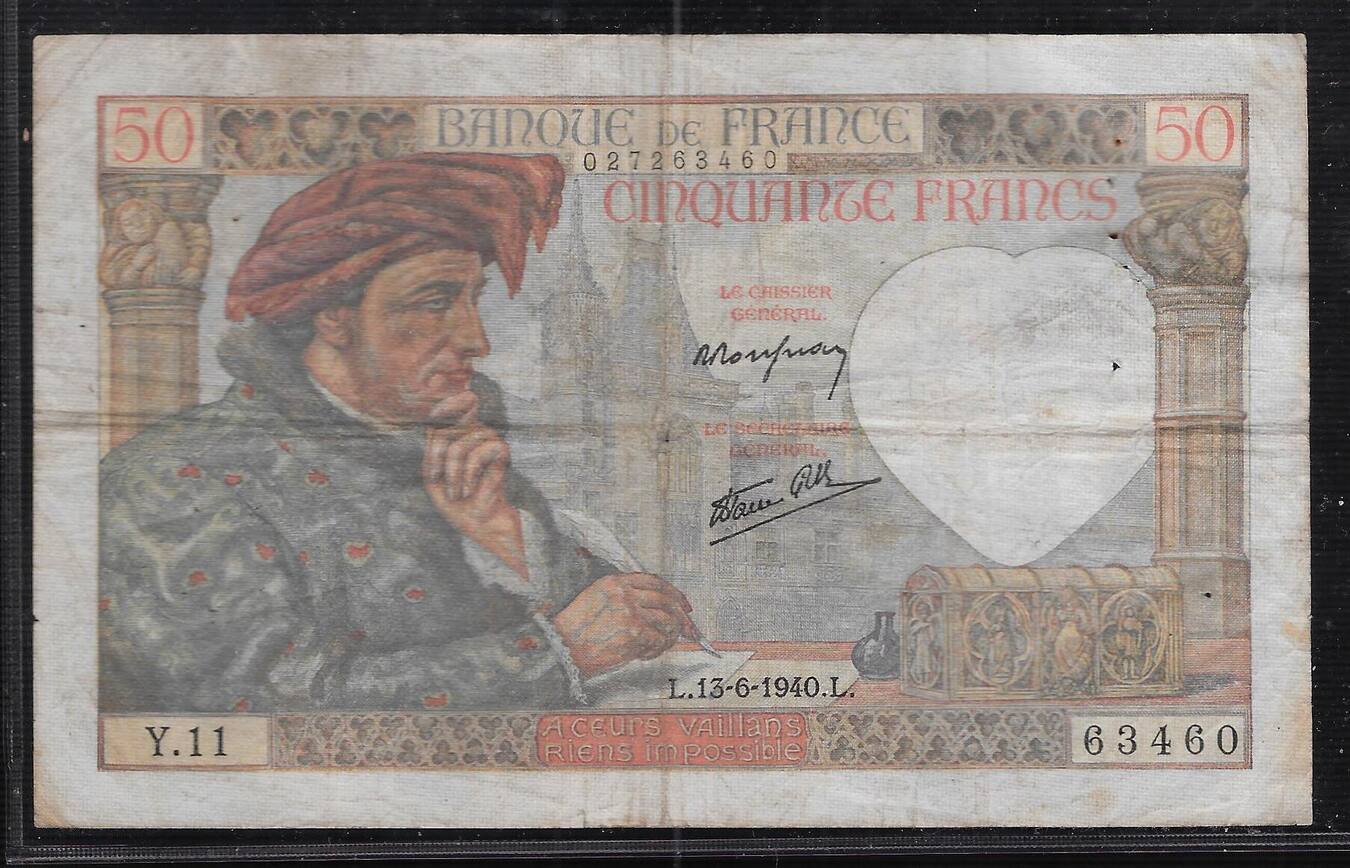 50 BANQUE DE FRANCE 50
027263460
CINQUANTE FRANCS
LE CAISSIER
GÉNÉRAL.
LE SECRÉTAIRE
GÉNÉRAL.
L.13-6-1940.L.
Y.11
A CEURS VAILLANS
RIENS IMPOSSIBLE
63460